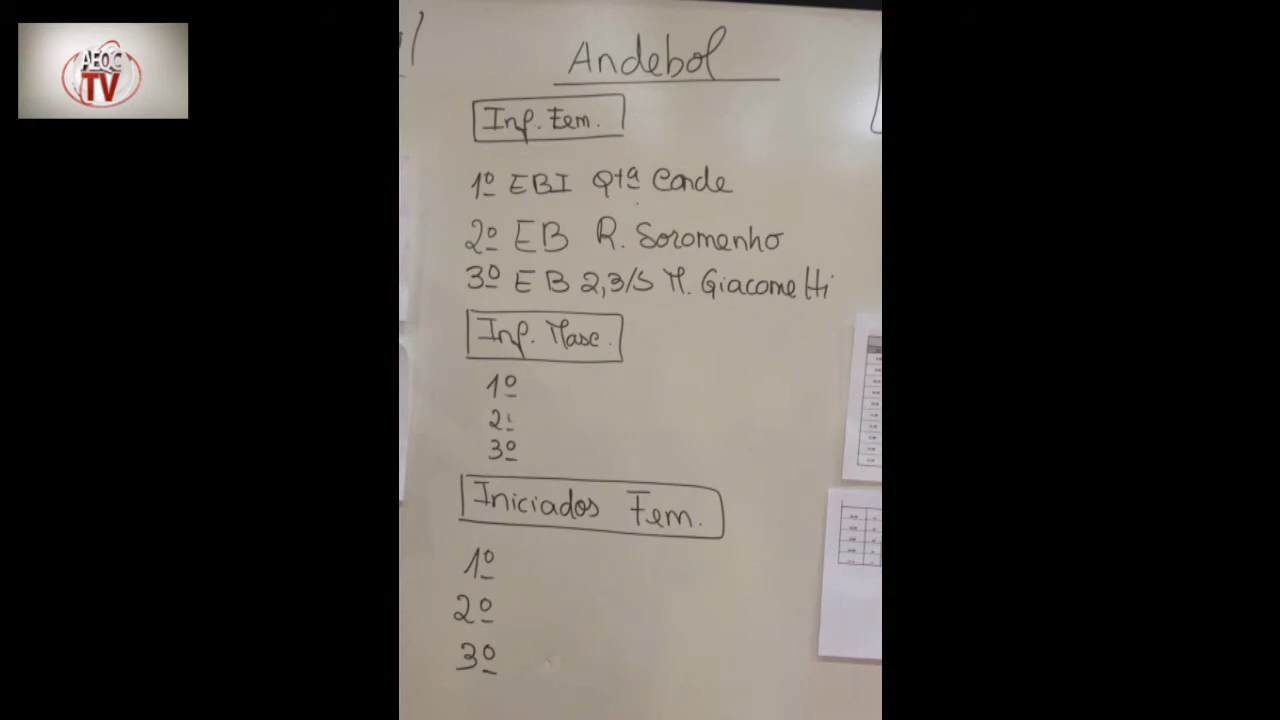 AEQC
TV
Andebol
Inf. Fem.
1º EBI Qtª Conde
2º EB R. Soromenho
3º EB 2,3/S M. Giacometti
Inf. Masc.
1º
2º
3º
Iniciados Fem.
1º
2º
3º